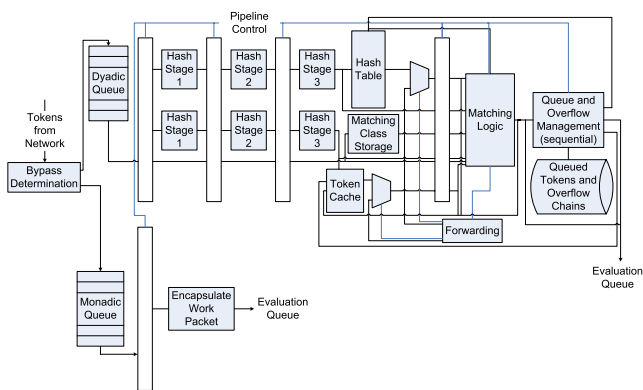 Pipeline
Control
Dyadic
Queue
Hash
Stage
1
Hash
Stage
2
Hash
Stage
3
Hash
Table
Hash
Stage
1
Hash
Stage
2
Hash
Stage
3
Matching
Class
Storage
Matching
Logic
Queue and
Overflow
Management
(sequential)
Tokens
from
Network
Bypass
Determination
Token
Cache
Queued
Tokens and
Overflow
Chains
Forwarding
Evaluation
Queue
Monadic
Queue
Encapsulate
Work
Packet
Evaluation
Queue